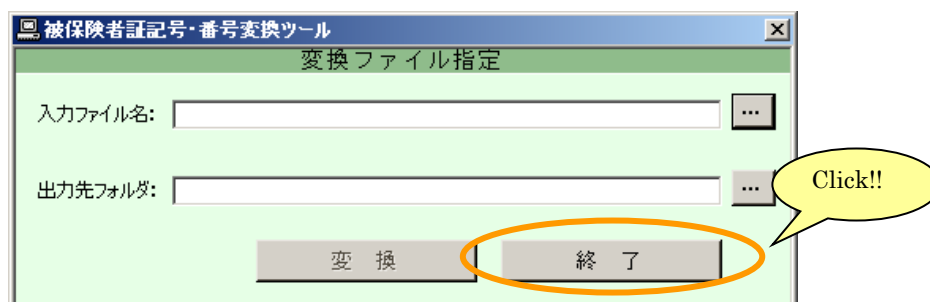 被保険者証記号・番号変換ツール
変換ファイル指定
入力ファイル名:
...
出力先フォルダ:
...
Click!!
変 換
終 了